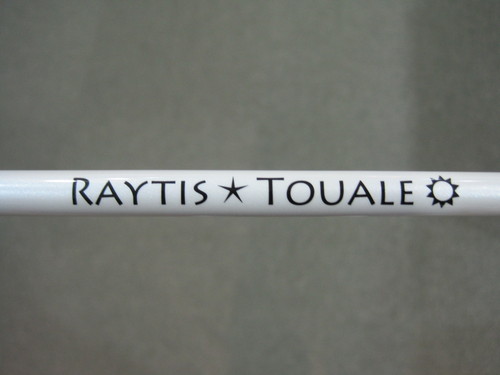 RAYTIS ★ TOUALE ☼